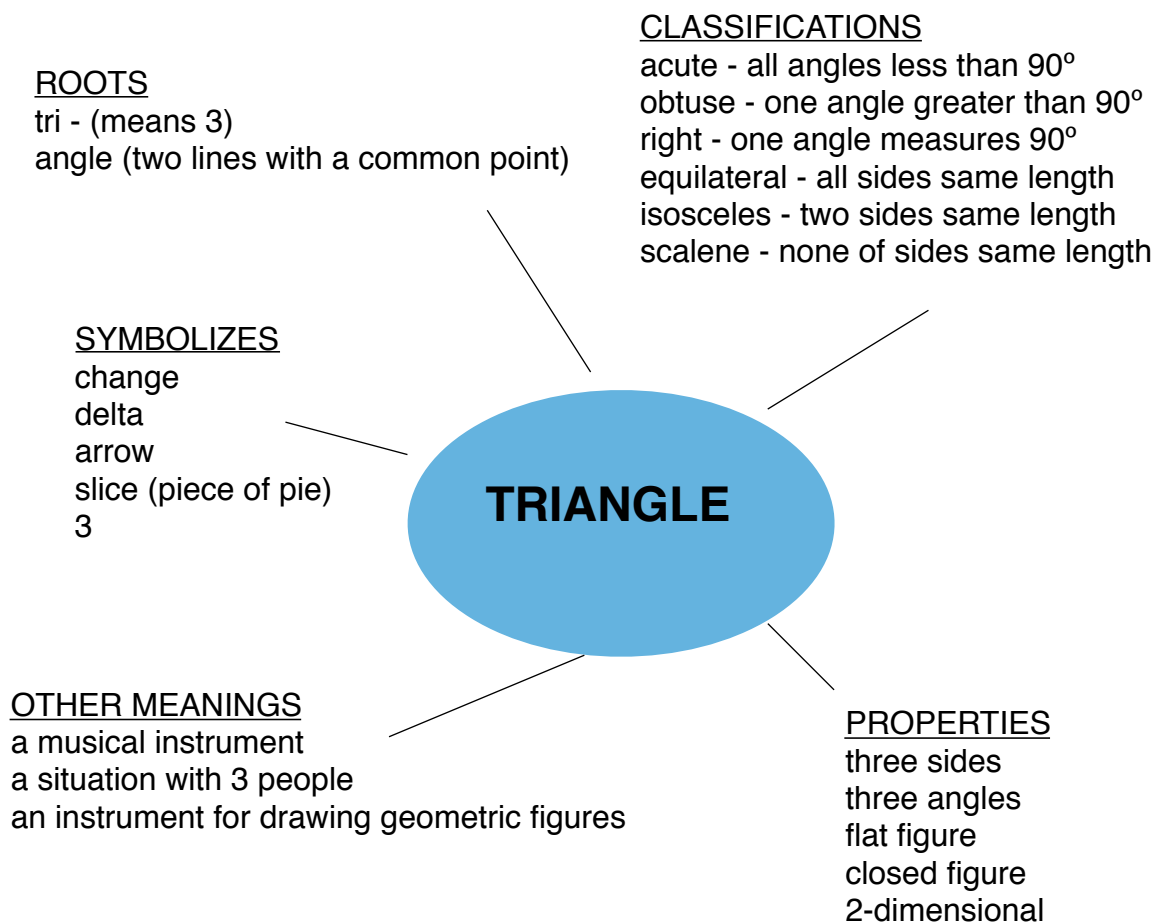 CLASSIFICATIONS
acute - all angles less than 90º
obtuse - one angle greater than 90º
right - one angle measures 90º
equilateral - all sides same length
isosceles - two sides same length
scalene - none of sides same length
ROOTS
tri - (means 3)
angle (two lines with a common point)
SYMBOLIZES
change
delta
arrow
slice (piece of pie)
3
TRIANGLE
OTHER MEANINGS
a musical instrument
a situation with 3 people
an instrument for drawing geometric figures
PROPERTIES
three sides
three angles
flat figure
closed figure
2-dimensional